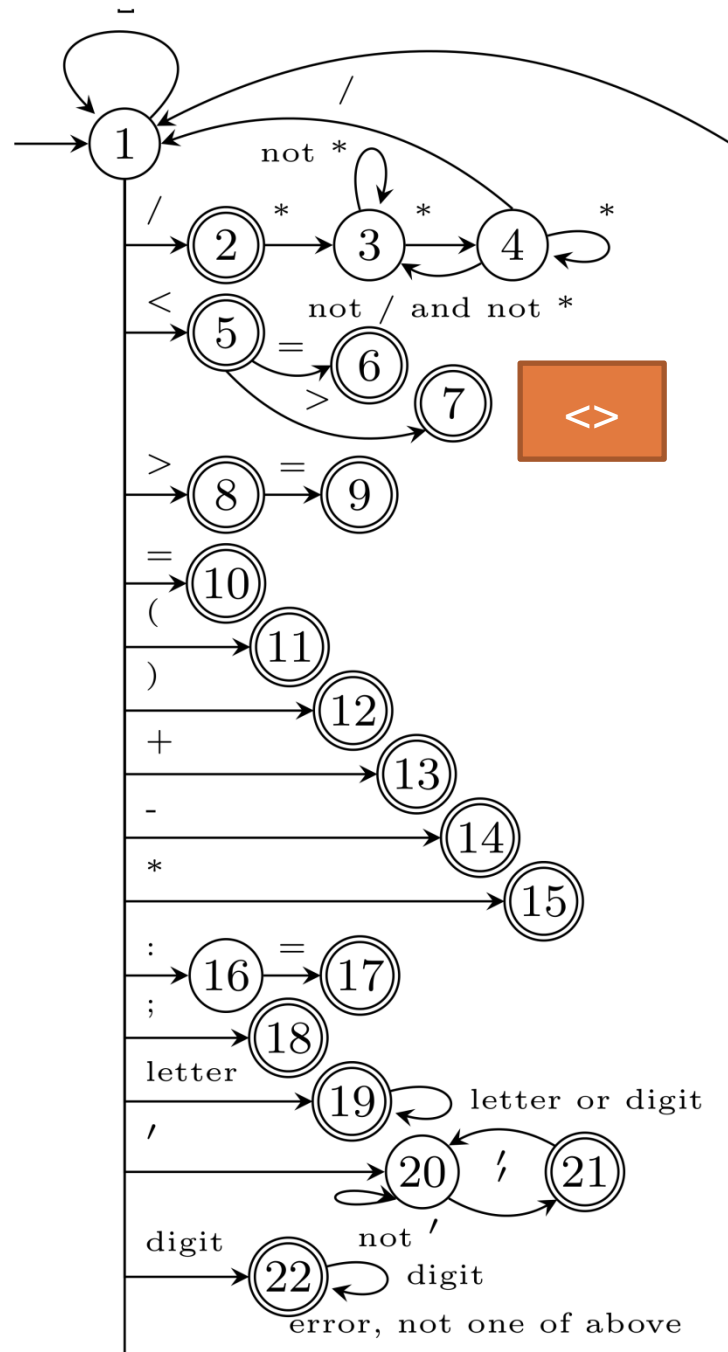 ␣
/
1
not *
/ 2 * 3 * 4 *
not / and not *
< 5 = 6
> 7 <>
> 8 = 9
= 10
( 11
) 12
+ 13
- 14
* 15
: 16 = 17
; 18
letter 19 letter or digit
' 20 ' 21
'
not '
digit 22 digit
error, not one of above